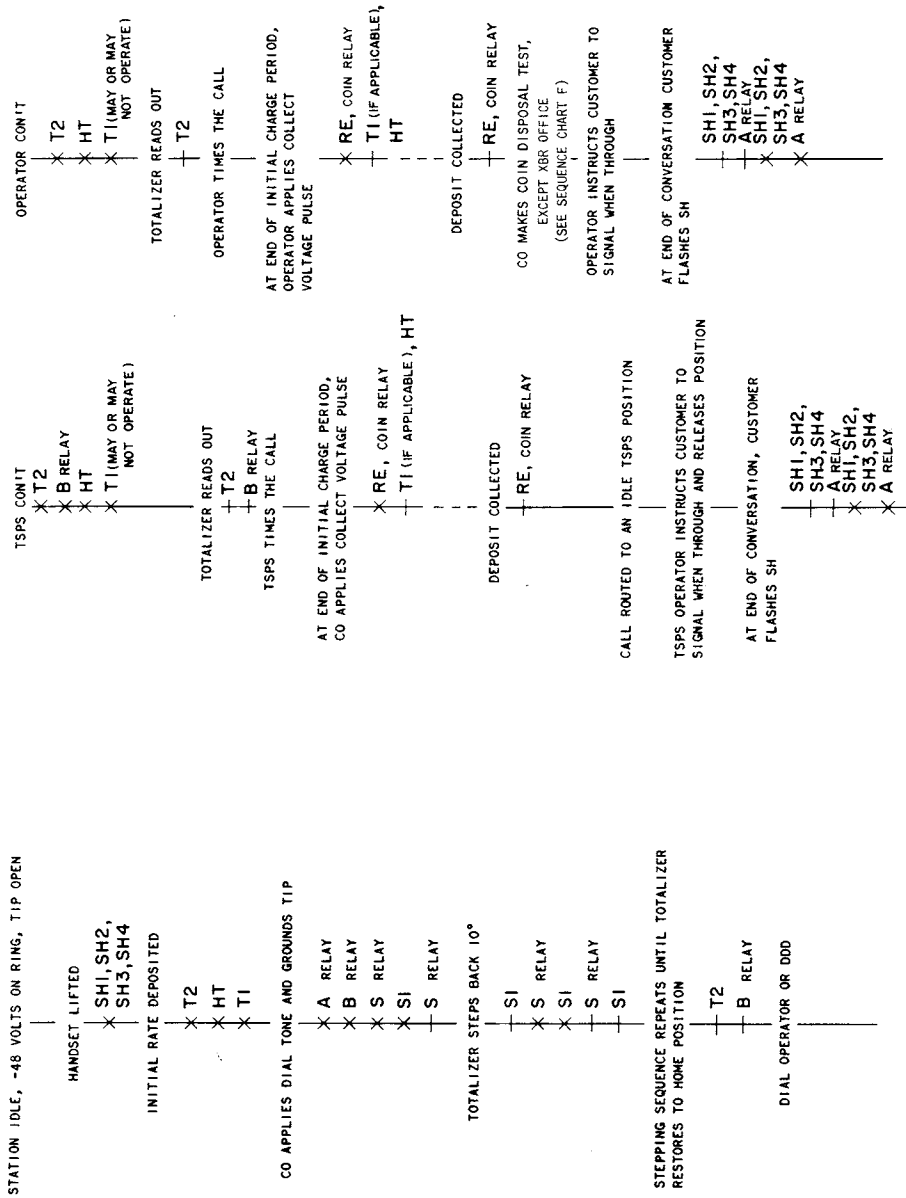 STATION IDLE, -48 VOLTS ON RING, TIP OPEN
HANDSET LIFTED
SH1, SH2,
SH3, SH4
INITIAL RATE DEPOSITED
T2
HT
T1
CO APPLIES DIAL TONE AND GROUNDS TIP
A RELAY
B RELAY
S RELAY
S1
S RELAY
TOTALIZER STEPS BACK 10°
S1
S RELAY
S1
S RELAY
S1
STEPPING SEQUENCE REPEATS UNTIL TOTALIZER
RESTORES TO HOME POSITION
T2
B RELAY
DIAL OPERATOR OR DDD
TSPS CON'T
T2
B RELAY
HT
T1 (MAY OR MAY
NOT OPERATE)
TOTALIZER READS OUT
T2
B RELAY
TSPS TIMES THE CALL
AT END OF INITIAL CHARGE PERIOD,
CO APPLIES COLLECT VOLTAGE PULSE
RE, COIN RELAY
T1 (IF APPLICABLE), HT
DEPOSIT COLLECTED
RE, COIN RELAY
CALL ROUTED TO AN IDLE TSPS POSITION
TSPS OPERATOR INSTRUCTS CUSTOMER TO
SIGNAL WHEN THROUGH AND RELEASES POSITION
AT END OF CONVERSATION, CUSTOMER
FLASHES SH
SH1, SH2,
SH3, SH4
A RELAY
SH1, SH2,
SH3, SH4
A RELAY
OPERATOR CON'T
T2
HT
T1 (MAY OR MAY
NOT OPERATE)
TOTALIZER READS OUT
T2
OPERATOR TIMES THE CALL
AT END OF INITIAL CHARGE PERIOD,
OPERATOR APPLIES COLLECT
VOLTAGE PULSE
RE, COIN RELAY
T1 (IF APPLICABLE),
HT
DEPOSIT COLLECTED
RE, COIN RELAY
CO MAKES COIN DISPOSAL TEST,
EXCEPT XBR OFFICE
(SEE SEQUENCE CHART F)
OPERATOR INSTRUCTS CUSTOMER TO
SIGNAL WHEN THROUGH
AT END OF CONVERSATION CUSTOMER
FLASHES SH
SH1, SH2,
SH3, SH4
A RELAY
SH1, SH2,
SH3, SH4
A RELAY